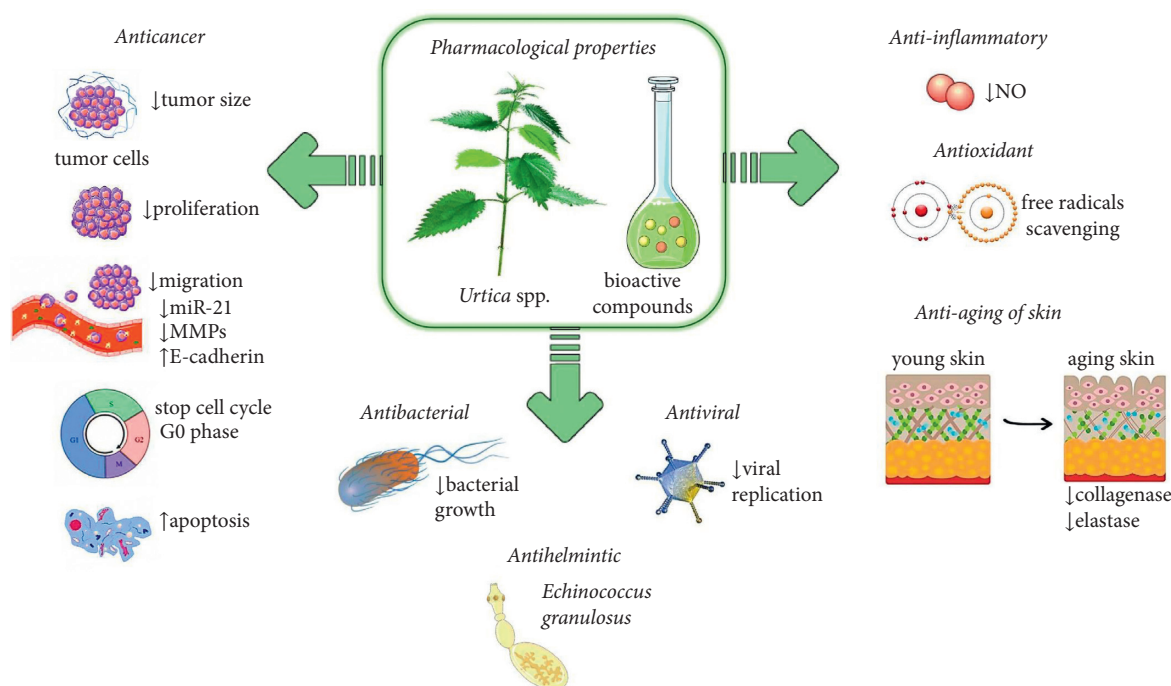 Anticancer
↓tumor size
tumor cells
↓proliferation
↓migration
↓miR-21
↓MMPs
↑E-cadherin
S
G1
G2
M
stop cell cycle
G0 phase
↑apoptosis
Pharmacological properties
Urtica spp.
bioactive
compounds
Antibacterial
↓bacterial
growth
Antiviral
↓viral
replication
Antihelmintic
Echinococcus
granulosus
Anti-inflammatory
↓NO
Antioxidant
free radicals
scavenging
Anti-aging of skin
young skin
aging skin
↓collagenase
↓elastase